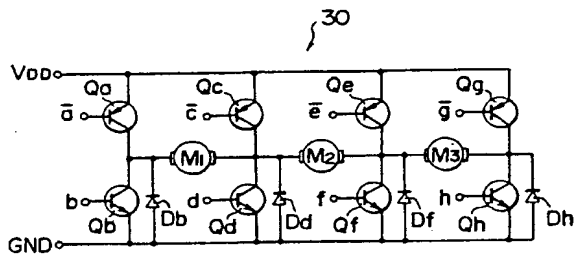 30
VDD
Qa Qc Qe Qg
a̅ c̅ e̅ g̅
M1 M2 M3
b d f h
Qb Db Qd Dd Qf Df Qh Dh
GND